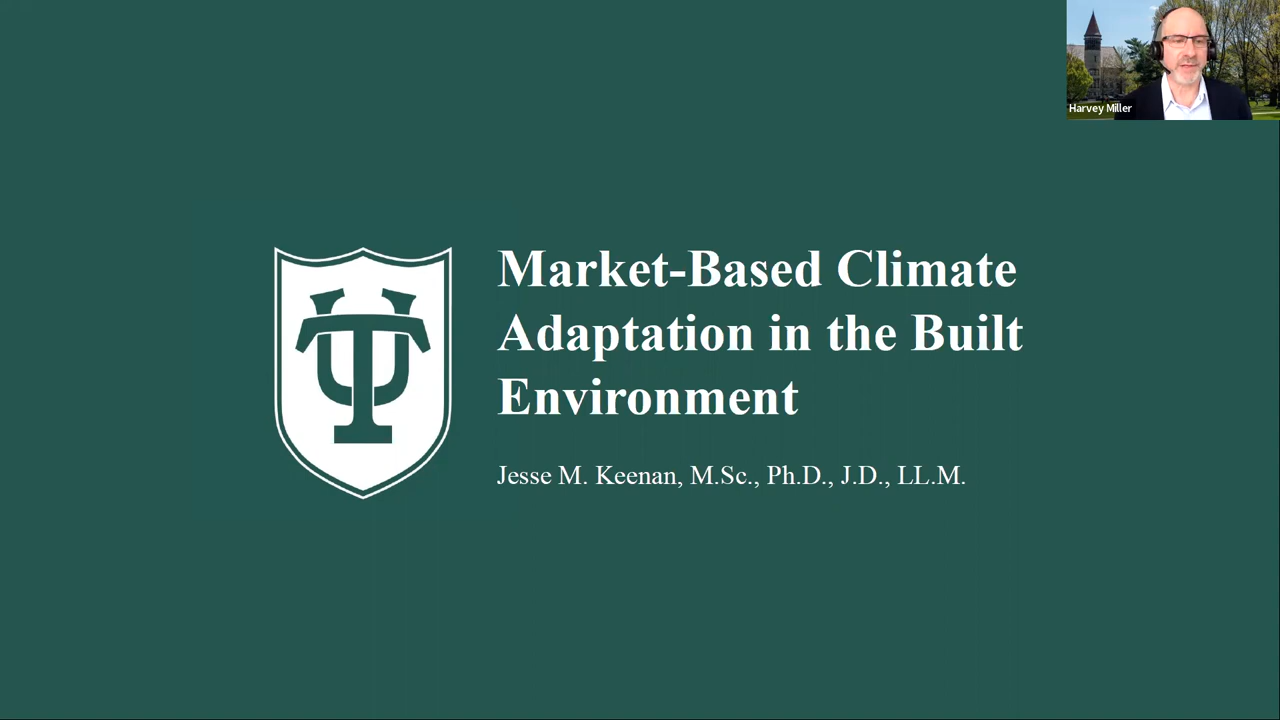 Harvey Miller
Market-Based Climate
Adaptation in the Built
Environment
Jesse M. Keenan, M.Sc., Ph.D., J.D., LL.M.